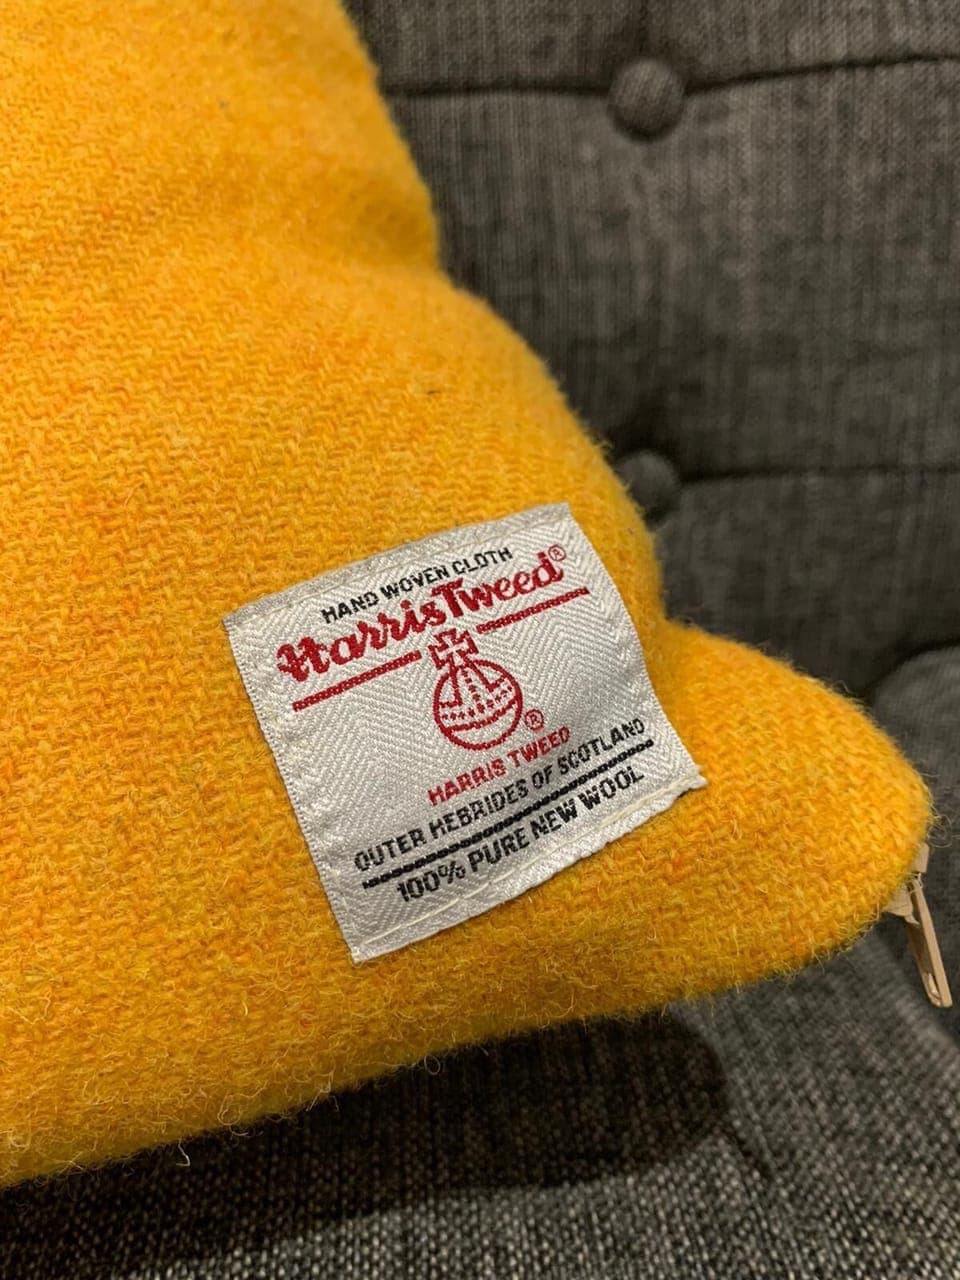 HAND WOVEN CLOTH
Harris Tweed®
®
HARRIS TWEED
OUTER HEBRIDES OF SCOTLAND
100% PURE NEW WOOL